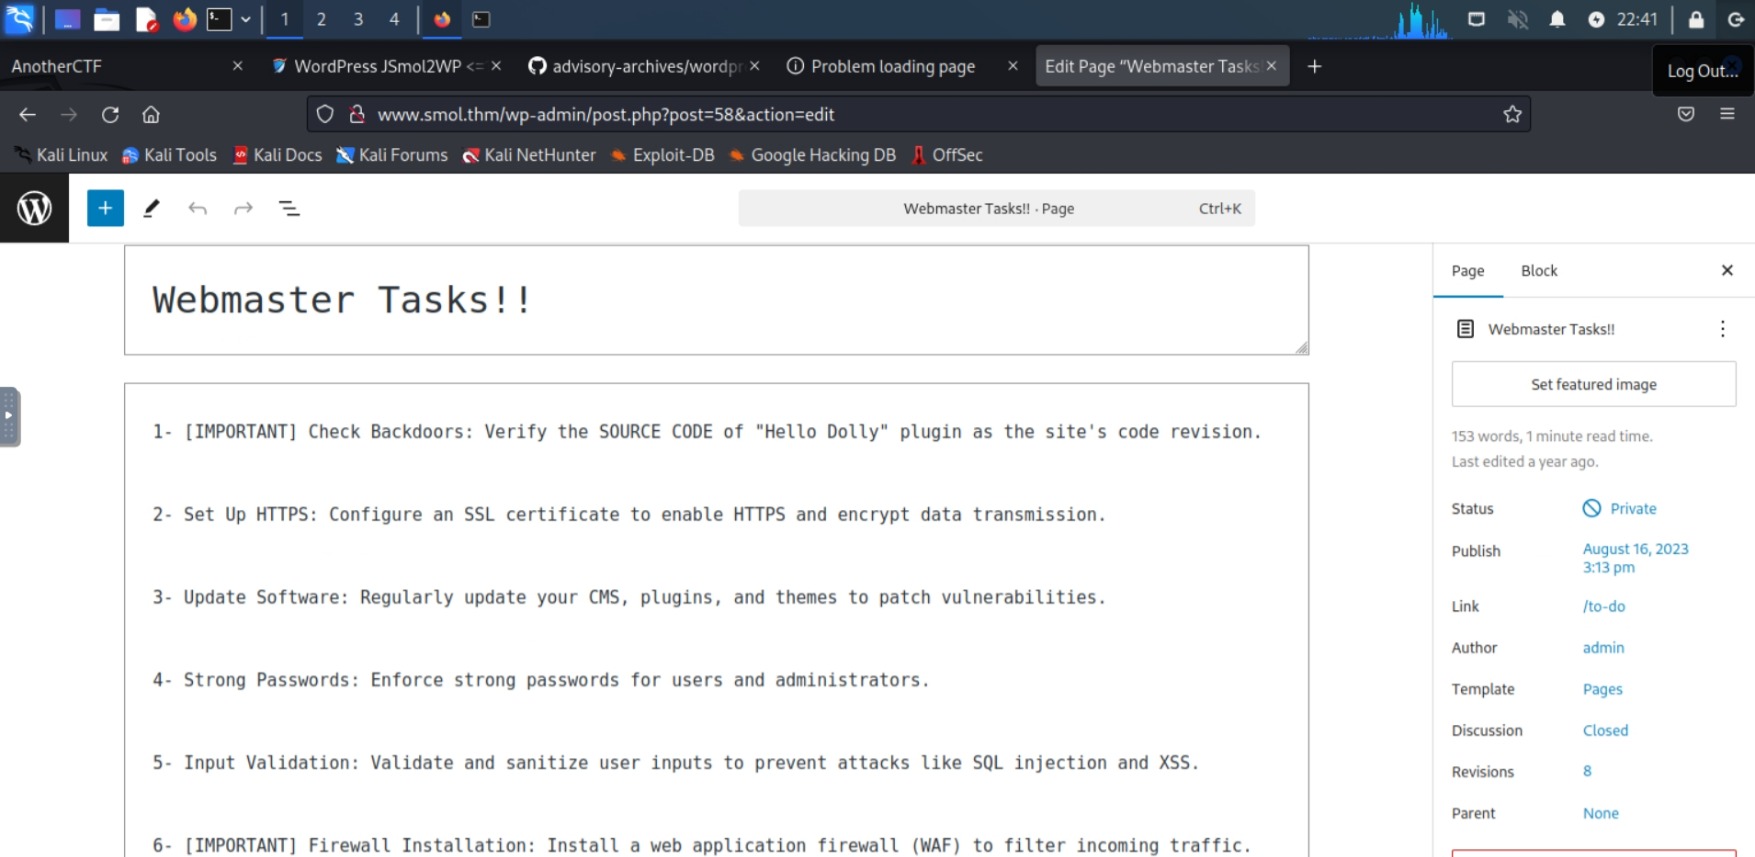 1 2 3 4 22:41
AnotherCTF WordPress JSmol2WP <= advisory-archives/wordpr Problem loading page Edit Page “Webmaster Tasks Log Out...
www.smol.thm/wp-admin/post.php?post=58&action=edit
Kali Linux Kali Tools Kali Docs Kali Forums Kali NetHunter Exploit-DB Google Hacking DB OffSec
Webmaster Tasks!! · Page Ctrl+K
Webmaster Tasks!!
1- [IMPORTANT] Check Backdoors: Verify the SOURCE CODE of "Hello Dolly" plugin as the site's code revision.
2- Set Up HTTPS: Configure an SSL certificate to enable HTTPS and encrypt data transmission.
3- Update Software: Regularly update your CMS, plugins, and themes to patch vulnerabilities.
4- Strong Passwords: Enforce strong passwords for users and administrators.
5- Input Validation: Validate and sanitize user inputs to prevent attacks like SQL injection and XSS.
6- [IMPORTANT] Firewall Installation: Install a web application firewall (WAF) to filter incoming traffic.
Page Block
Webmaster Tasks!!
Set featured image
153 words, 1 minute read time.
Last edited a year ago.
Status Private
Publish August 16, 2023
3:13 pm
Link /to-do
Author admin
Template Pages
Discussion Closed
Revisions 8
Parent None